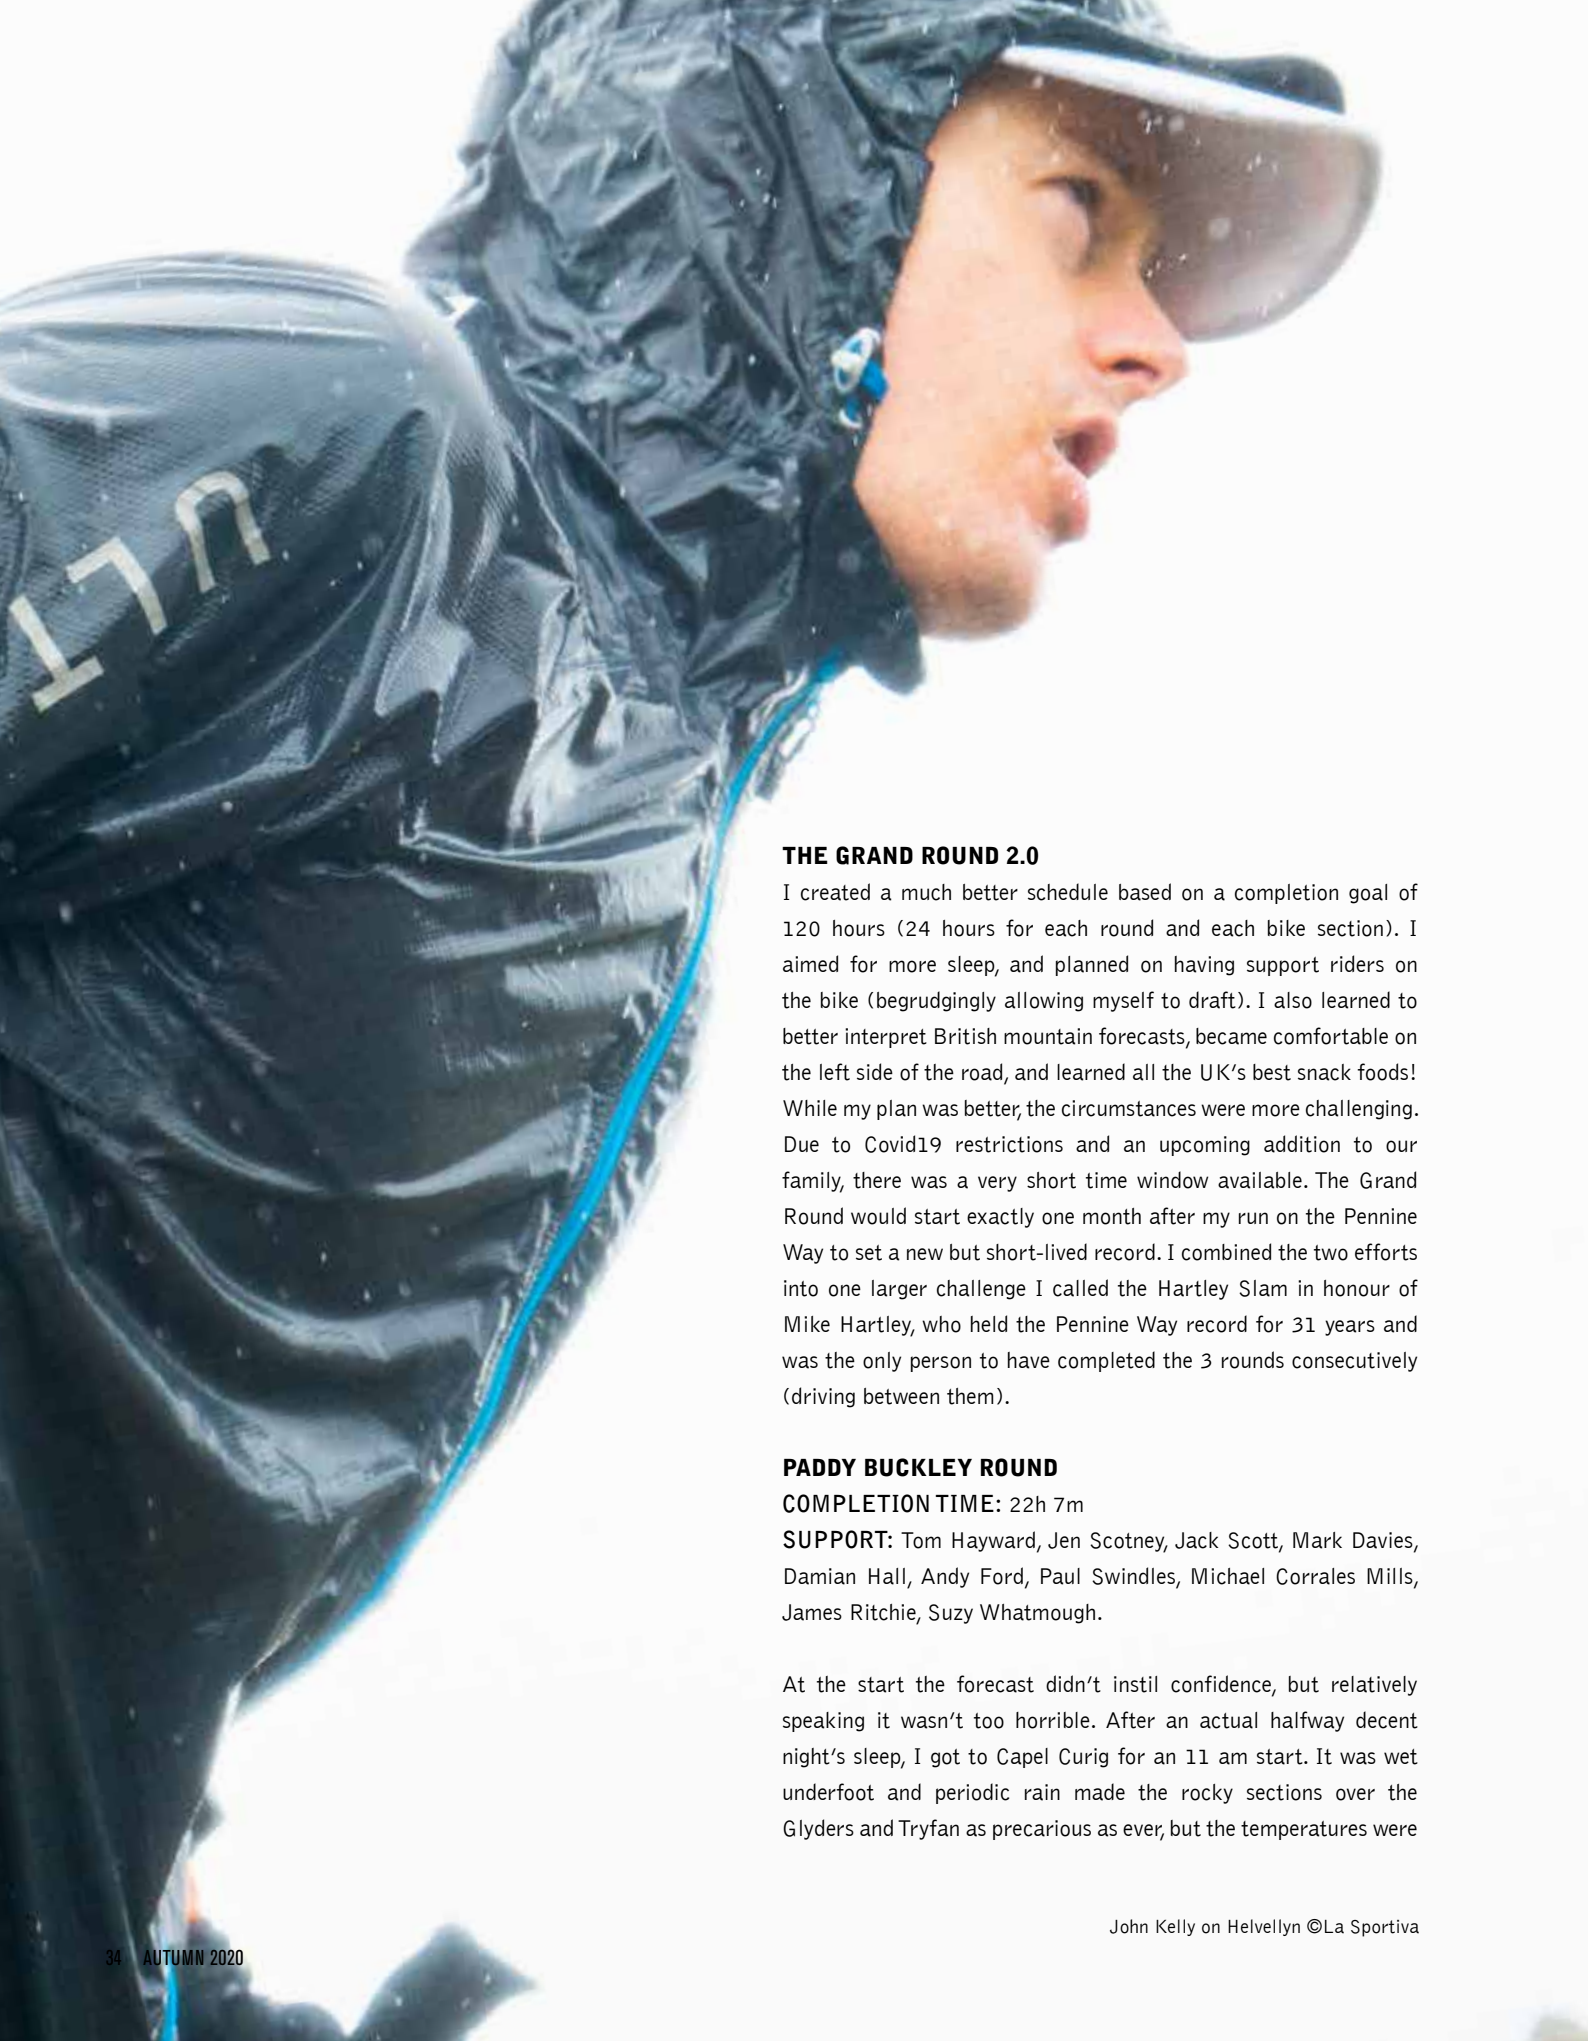 ULT
THE GRAND ROUND 2.0
I created a much better schedule based on a completion goal of
120 hours (24 hours for each round and each bike section). I
aimed for more sleep, and planned on having support riders on
the bike (begrudgingly allowing myself to draft). I also learned to
better interpret British mountain forecasts, became comfortable on
the left side of the road, and learned all the UK’s best snack foods!
While my plan was better, the circumstances were more challenging.
Due to Covid19 restrictions and an upcoming addition to our
family, there was a very short time window available. The Grand
Round would start exactly one month after my run on the Pennine
Way to set a new but short-lived record. I combined the two efforts
into one larger challenge I called the Hartley Slam in honour of
Mike Hartley, who held the Pennine Way record for 31 years and
was the only person to have completed the 3 rounds consecutively
(driving between them).
PADDY BUCKLEY ROUND
COMPLETION TIME: 22h 7m
SUPPORT: Tom Hayward, Jen Scotney, Jack Scott, Mark Davies,
Damian Hall, Andy Ford, Paul Swindles, Michael Corrales Mills,
James Ritchie, Suzy Whatmough.
At the start the forecast didn’t instil confidence, but relatively
speaking it wasn’t too horrible. After an actual halfway decent
night’s sleep, I got to Capel Curig for an 11 am start. It was wet
underfoot and periodic rain made the rocky sections over the
Glyders and Tryfan as precarious as ever, but the temperatures were
John Kelly on Helvellyn ©La Sportiva
34 AUTUMN 2020